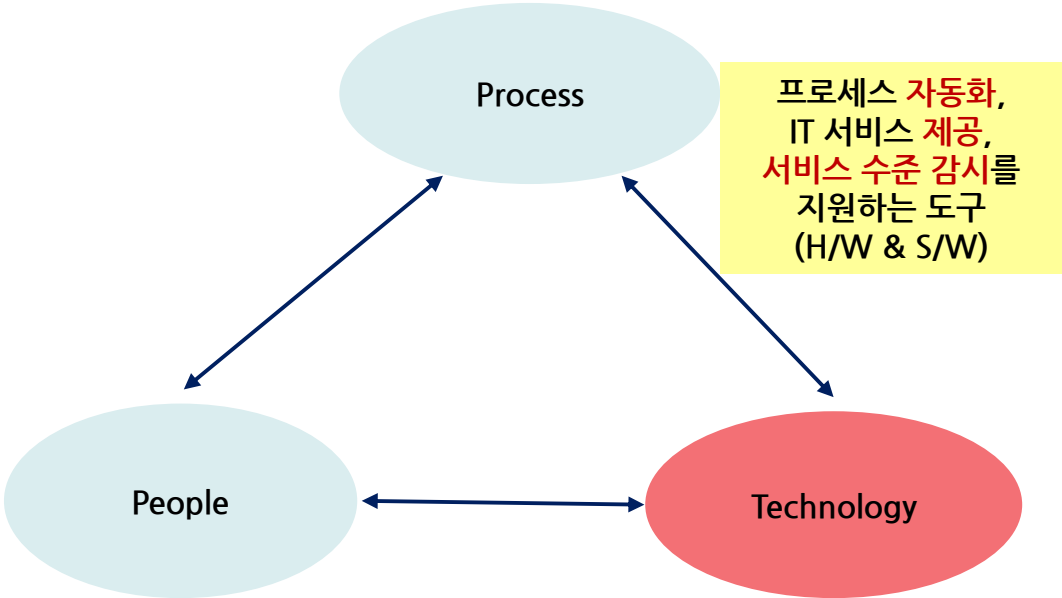 Process
프로세스 자동화,
IT 서비스 제공,
서비스 수준 감시를
지원하는 도구
(H/W & S/W)
People
Technology